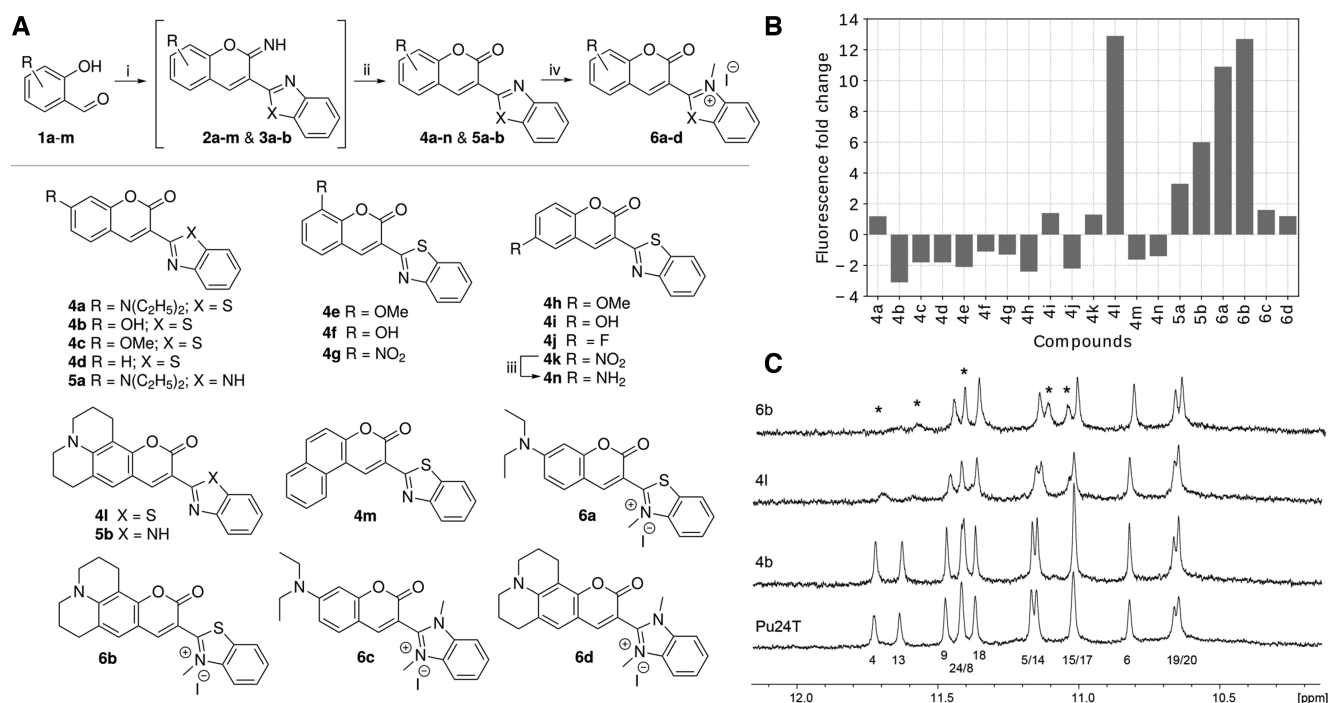 A
R
OH
O
1a-m
i
R
O
NH
N
X
2a-m & 3a-b
ii
R
O
O
N
X
4a-n & 5a-b
iv
R
O
O
N
⊕
I
⊖
X
6a-d
R
O
O
X
N
4a R = N(C2H5)2; X = S
4b R = OH; X = S
4c R = OMe; X = S
4d R = H; X = S
5a R = N(C2H5)2; X = NH
R
O
O
S
N
4e R = OMe
4f R = OH
4g R = NO2
O
O
R
S
N
4h R = OMe
4i R = OH
4j R = F
4k R = NO2
iii
4n R = NH2
N
O
O
X
N
4l X = S
5b X = NH
O
O
S
N
4m
N
O
O
S
⊕
N
⊖
I
6a
N
O
O
S
⊕
N
⊖
I
6b
N
O
O
N
⊕
N
⊖
I
6c
N
O
O
N
⊕
N
⊖
I
6d
B
Fluorescence fold change
14
12
10
8
6
4
2
0
−2
−4
4a 4b 4c 4d 4e 4f 4g 4h 4i 4j 4k 4l 4m 4n 5a 5b 6a 6b 6c 6d
Compounds
C
6b
* * * * *
4l
4b
Pu24T
4 13 9 24/8 18 5/14 15/17 6 19/20
12.0 11.5 11.0 10.5 [ppm]